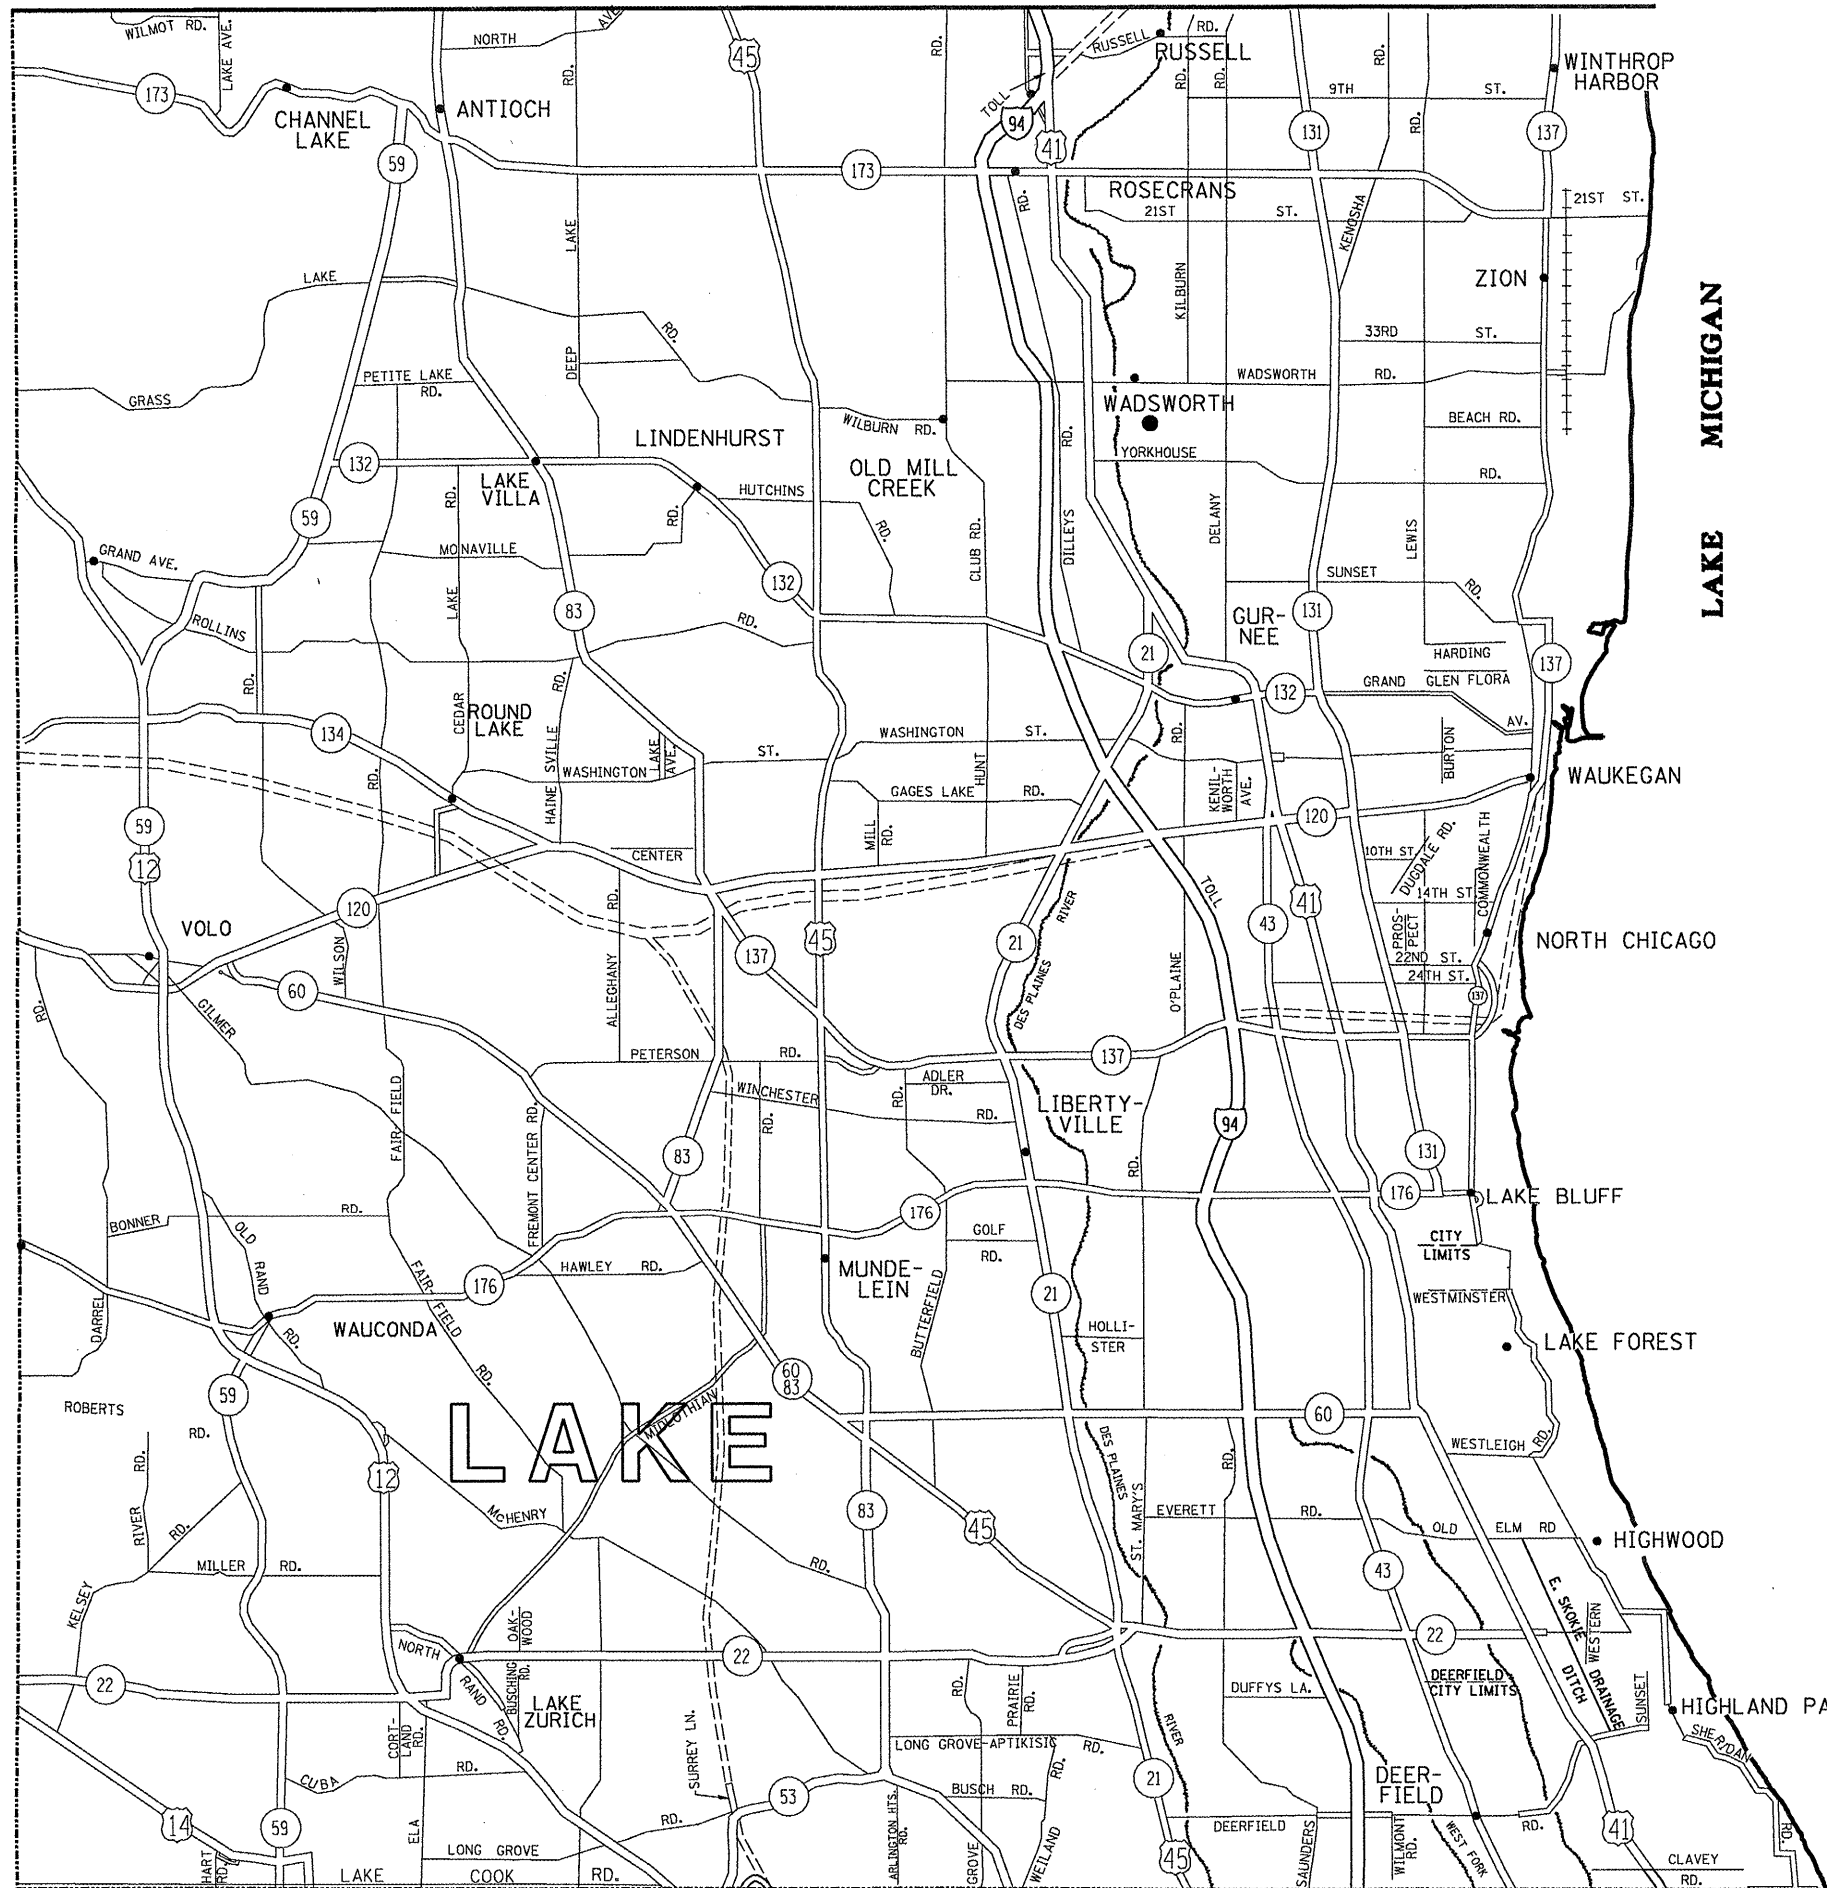 WILMOT RD.
LAKE AVE.
NORTH
AVE
RD.
45
RD.
RUSSELL
RD.
RUSSELL
RD.
RD.
RD.
WINTHROP
HARBOR
173
CHANNEL
LAKE
ANTIOCH
TOLL
94
41
9TH
ST.
131
RD.
137
59
173
ROSECRANS
RD.
21ST
ST.
KENOSHA
21ST ST.
LAKE
LAKE
KILBURN
ZION
RD.
33RD
ST.
DEEP
PETITE LAKE
RD.
GRASS
WADSWORTH
RD.
WADSWORTH
WILBURN RD.
BEACH RD.
LINDENHURST
RD.
YORKHOUSE
RD.
132
LAKE
VILLA
OLD MILL
CREEK
HUTCHINS
RD.
RD.
RD.
59
DELANY
LEWIS
MONAVILLE
CLUB RD.
DILLEYS
GRAND AVE.
132
SUNSET
RD.
LAKE
83
131
GUR-
NEE
ROLLINS
RD.
21
HARDING
GLEN FLORA
137
RD.
RD.
132
GRAND
AV.
CEDAR
ROUND
LAKE
134
WASHINGTON
ST.
RD.
BURTON
HAINE SVILLE
LAKE
AVE.
ST.
WASHINGTON
RD.
HUNT
WAUKEGAN
GAGES LAKE
RD.
KENIL-
WORTH
AVE.
59
120
MILL
RD.
CENTER
10TH ST.
DUGDALE RD.
COMMONWEALTH
12
RD.
TOLL
14TH ST.
120
RIVER
43
41
VOLO
45
21
PROS-
PECT
NORTH CHICAGO
WILSON
137
22ND ST.
24TH ST.
60
ALLEGHANY
DES PLAINES
O'PLAINE
137
GILMER
RD.
PETERSON
RD.
137
ADLER
DR.
WINCHESTER
RD.
RD.
RD.
LIBERTY-
VILLE
94
FAIR- FIELD
FREMONT CENTER RD.
83
131
RD.
176
LAKE BLUFF
BONNER
RD.
176
OLD
GOLF
RD.
CITY
LIMITS
RAND
FAIR- FIELD
RD.
HAWLEY
RD.
176
MUNDE-
LEIN
21
WESTMINSTER
DARREL
BUTTERFIELD
WAUCONDA
RD.
HOLLI-
STER
LAKE FOREST
60
83
59
ROBERTS
RD.
LAKE
MIDLOTHIAN
60
DES PLAINES
WESTLEIGH
RD.
RD.
RD.
12
RIVER
RD.
McHENRY
83
45
ST. MARY'S
EVERETT
RD.
OLD
ELM RD
HIGHWOOD
MILLER
RD.
RD.
43
KELSEY
OAK-
WOOD
E. SKOKIE
DRAINAGE
DITCH
WESTERN
NORTH
22
22
22
RAND
RD.
BUSCHING
RD.
LAKE
ZURICH
RD.
PRAIRIE
RD.
DUFFYS LA.
DEERFIELD
CITY LIMITS
SUNSET
HIGHLAND PA
CORT-
LAND
RD.
SURREY LN.
LONG GROVE-APTIKISIC
RD.
RIVER
SHERIDAN
CUBA
RD.
53
BUSCH RD.
RD.
21
DEER-
FIELD
14
59
ELA
RD.
ARLINGTON HTS.
RD.
DEERFIELD
RD.
41
RD.
LONG GROVE
HART
RD.
LAKE
COOK
RD.
GROVE
WEILAND
45
SAUNDERS
WILMONT
RD.
WEST FORK
CLAVEY
RD.
LAKE MICHIGAN